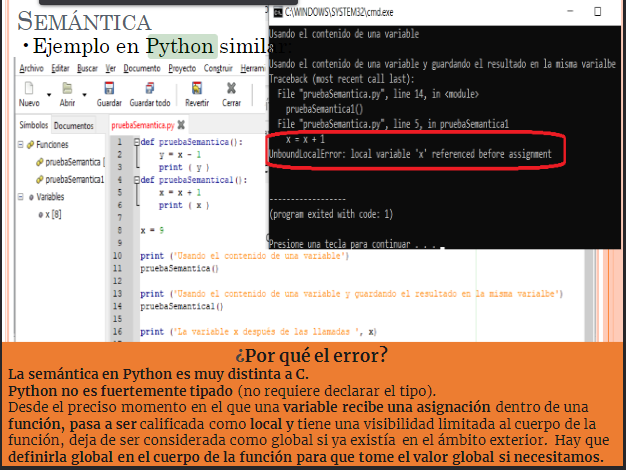 SEMÁNTICA
• Ejemplo en Python similar:
C:\WINDOWS\SYSTEM32\cmd.exe
Usando el contenido de una variable
8
Usando el contenido de una variable y guardando el resultado en la misma varialbe
Traceback (most recent call last):
File "pruebaSemantica.py", line 14, in <module>
pruebaSemantica1()
File "pruebaSemantica.py", line 5, in pruebaSemantica1
x = x + 1
UnboundLocalError: local variable 'x' referenced before assignment
------------------
(program exited with code: 1)
Presione una tecla para continuar . . .
Archivo Editar Buscar Ver Documento Proyecto Construir Herramie
Nuevo Abrir Guardar Guardar todo Revertir Cerrar
Símbolos Documentos
Funciones
pruebaSemantica [
pruebaSemantica1
Variables
x [8]
pruebaSemantica.py
1 def pruebaSemantica():
2 y = x - 1
3 print ( y )
4 def pruebaSemantica1():
5 x = x + 1
6 print ( x )
7
8 x = 9
9
10 print ('Usando el contenido de una variable')
11 pruebaSemantica()
12
13 print ('Usando el contenido de una variable y guardando el resultado en la misma varialbe')
14 pruebaSemantica1()
15
16 print ('La variable x después de las llamadas ', x)
¿Por qué el error?
La semántica en Python es muy distinta a C.
Python no es fuertemente tipado (no requiere declarar el tipo).
Desde el preciso momento en el que una variable recibe una asignación dentro de una
función, pasa a ser calificada como local y tiene una visibilidad limitada al cuerpo de la
función, deja de ser considerada como global si ya existía en el ámbito exterior. Hay que
definirla global en el cuerpo de la función para que tome el valor global si necesitamos.